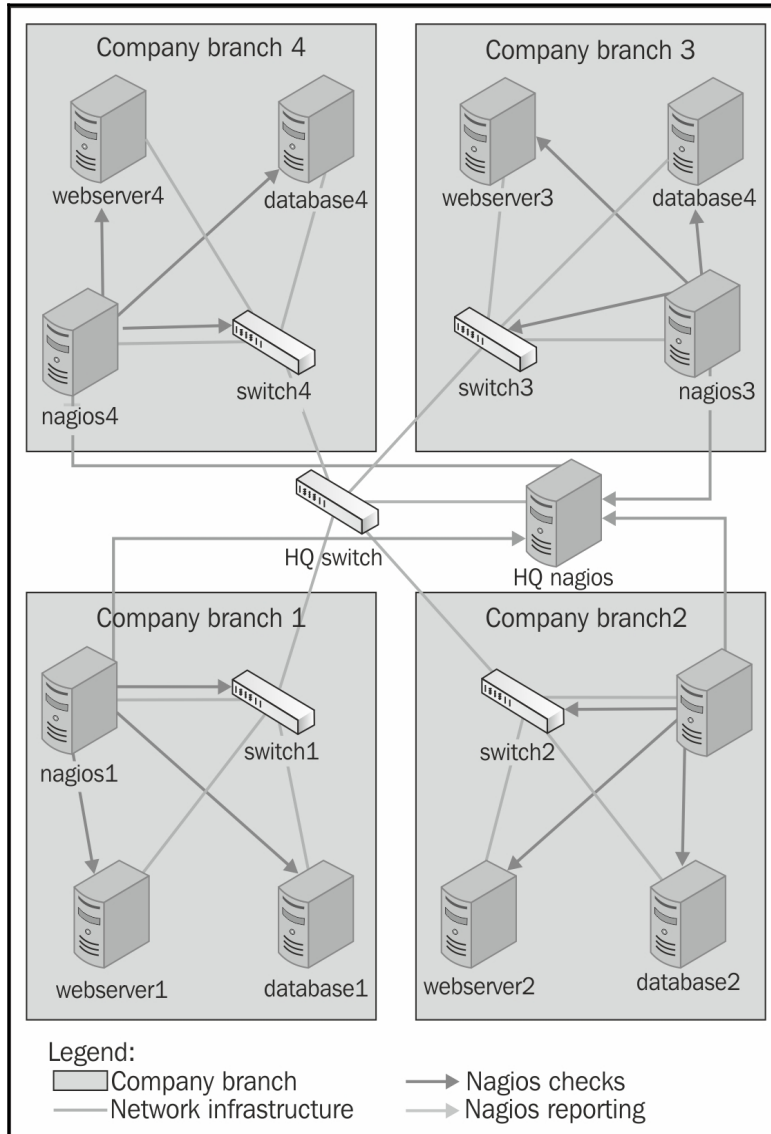 Company branch 4
webserver4
database4
nagios4
switch4
Company branch 3
webserver3
database4
switch3
nagios3
HQ switch
HQ nagios
Company branch 1
nagios1
switch1
webserver1
database1
Company branch2
switch2
webserver2
database2
Legend:
Company branch
Nagios checks
Network infrastructure
Nagios reporting